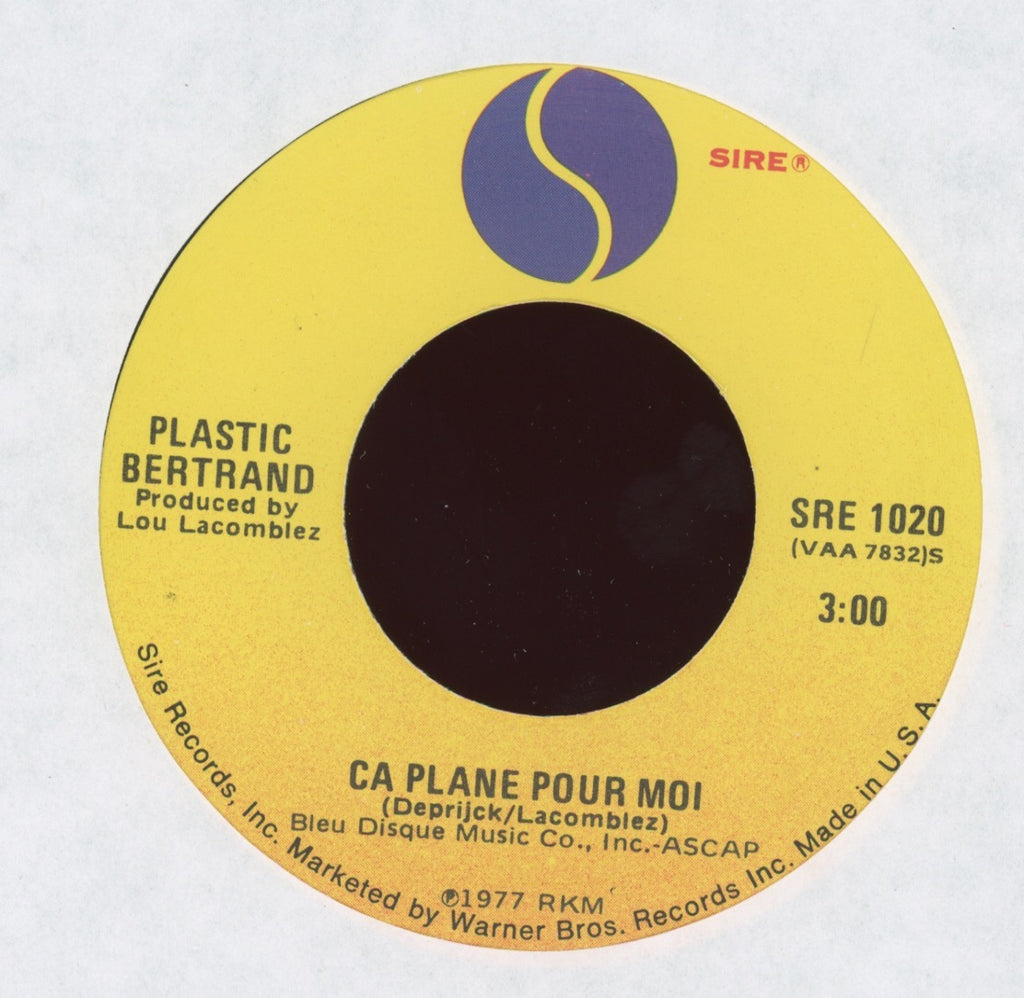 SIRE®
PLASTIC
BERTRAND
Produced by
Lou Lacomblez
SRE 1020
(VAA 7832)S
3:00
CA PLANE POUR MOI
(Deprijck/Lacomblez)
Bleu Disque Music Co., Inc.-ASCAP
℗1977 RKM
Sire Records, Inc. Marketed by Warner Bros. Records Inc. Made in U.S.A.